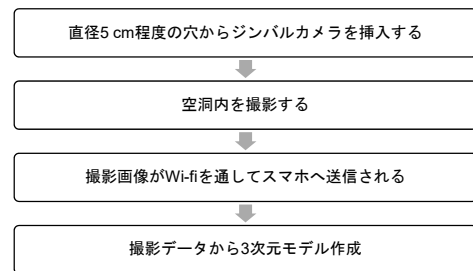 直径5 cm程度の穴からジンバルカメラを挿入する
空洞内を撮影する
撮影画像がWi-fiを通してスマホへ送信される
撮影データから3次元モデル作成